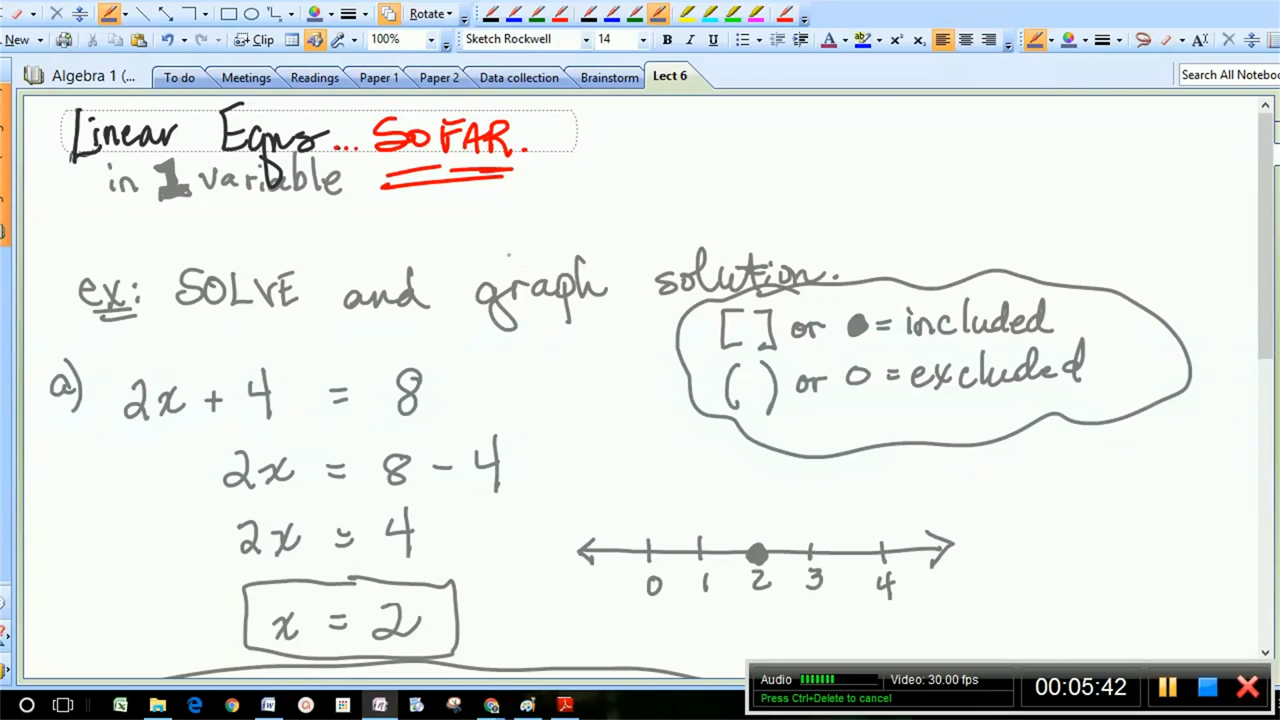 Rotate
New
Clip
100%
Sketch Rockwell
14
B I U
Algebra 1 (...
To do
Meetings
Readings
Paper 1
Paper 2
Data collection
Brainstorm
Lect 6
Search All Notebo
Linear Eqns... SO FAR.
in 1 variable
ex: SOLVE and graph solution.
[ ] or ● = included
( ) or O = excluded
a) 2x + 4 = 8
2x = 8 - 4
2x = 4
x = 2
0 1 2 3 4
Audio
Video: 30.00 fps
Press Ctrl+Delete to cancel
00:05:42